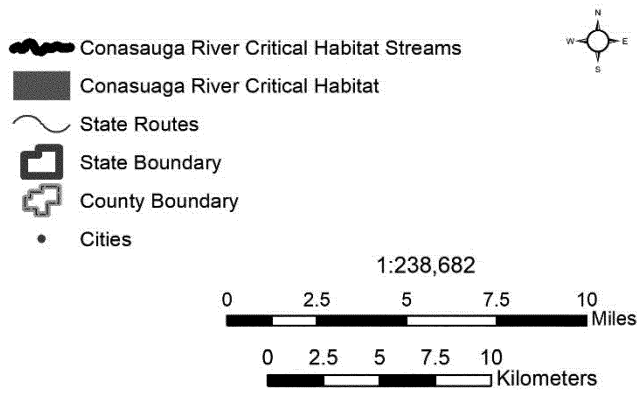 N
W E
S
Conasauga River Critical Habitat Streams
Conasuaga River Critical Habitat
State Routes
State Boundary
County Boundary
Cities
1:238,682
0 2.5 5 7.5 10
Miles
0 2.5 5 7.5 10
Kilometers